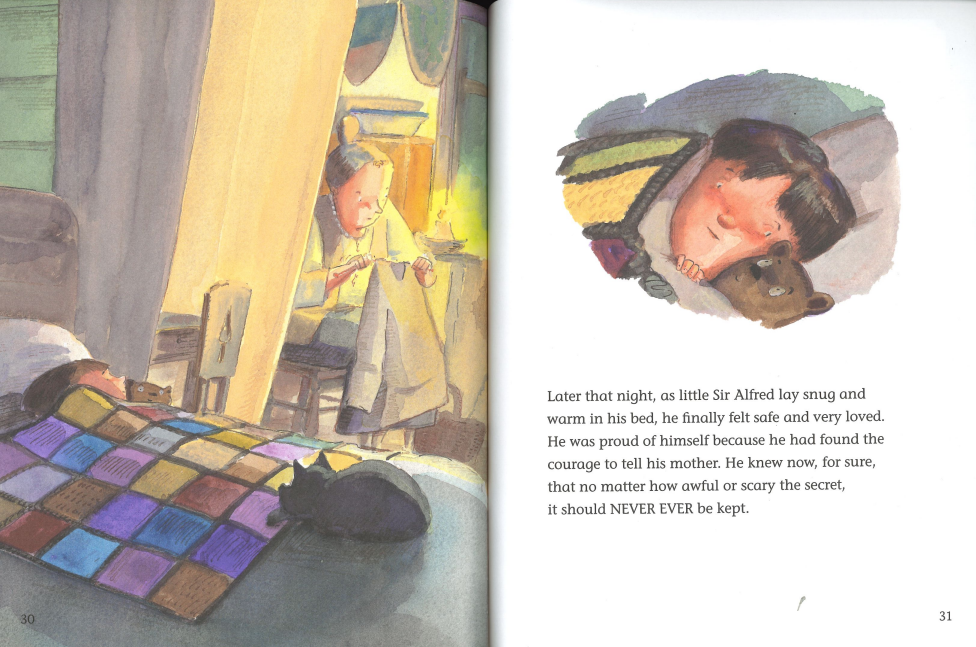 Later that night, as little Sir Alfred lay snug and
warm in his bed, he finally felt safe and very loved.
He was proud of himself because he had found the
courage to tell his mother. He knew now, for sure,
that no matter how awful or scary the secret,
it should NEVER EVER be kept.
30
31